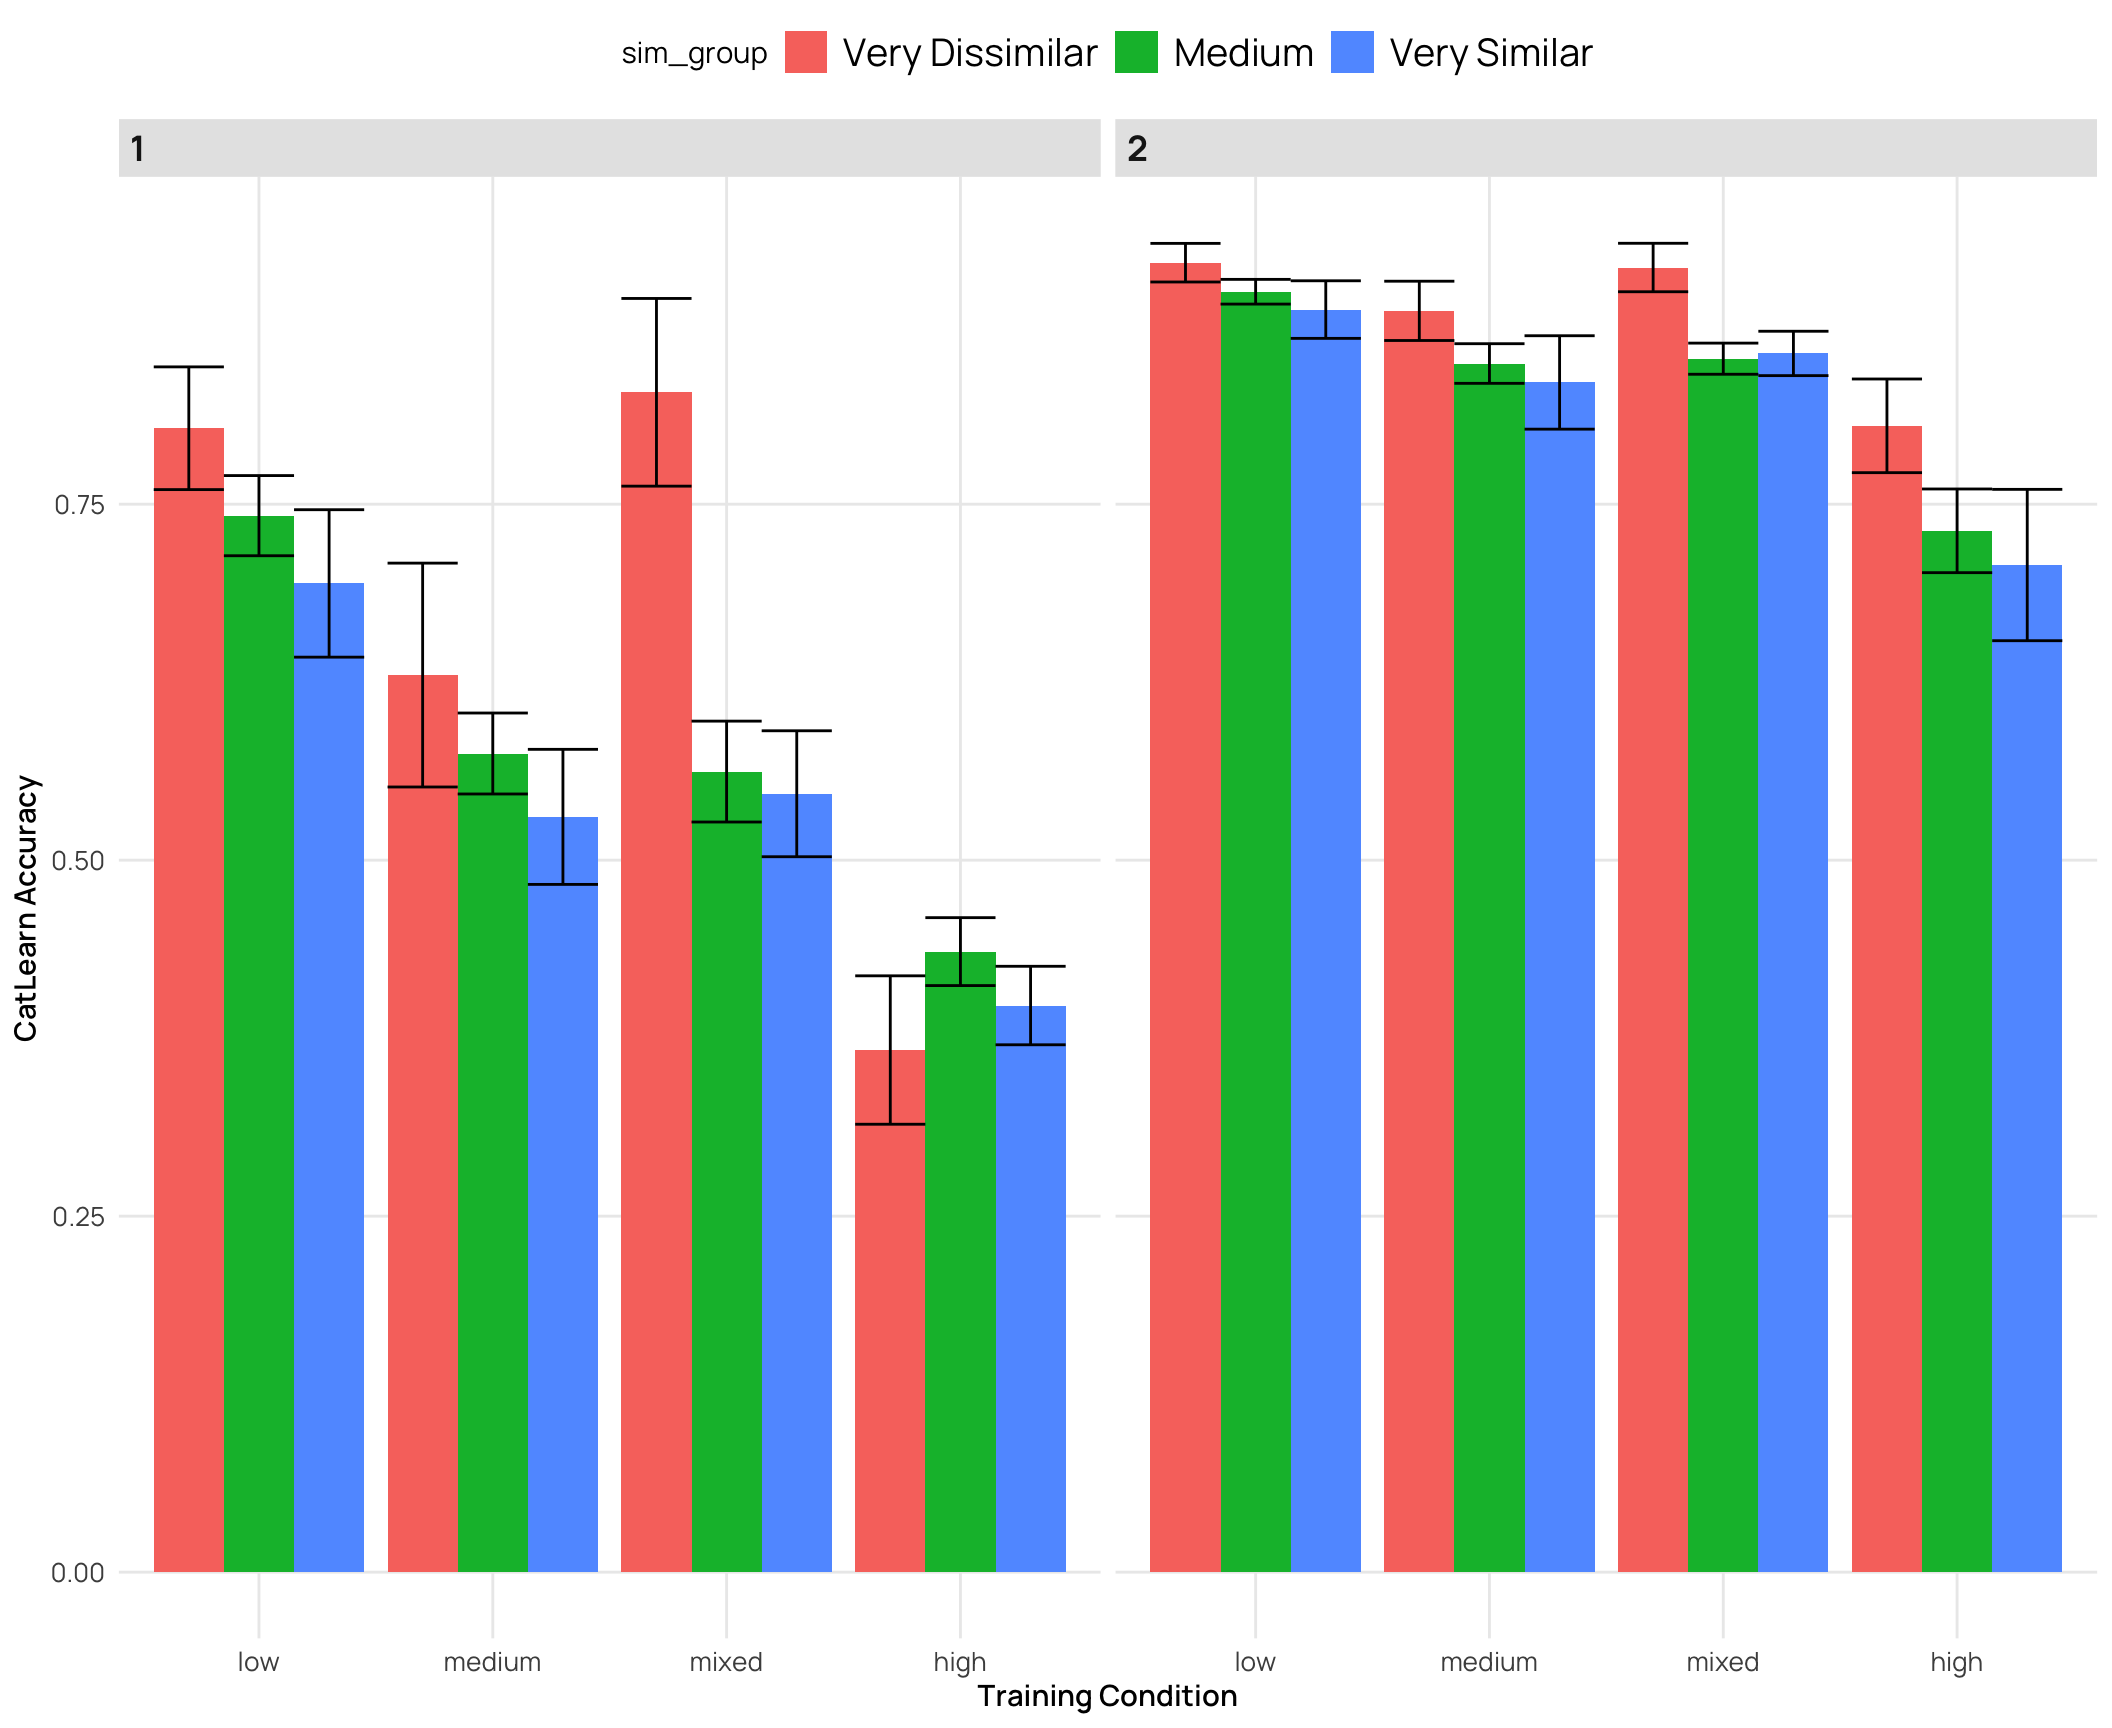 sim_group Very Dissimilar Medium Very Similar
1
2
CatLearn Accuracy
0.75
0.50
0.25
0.00
low medium mixed high low medium mixed high
Training Condition